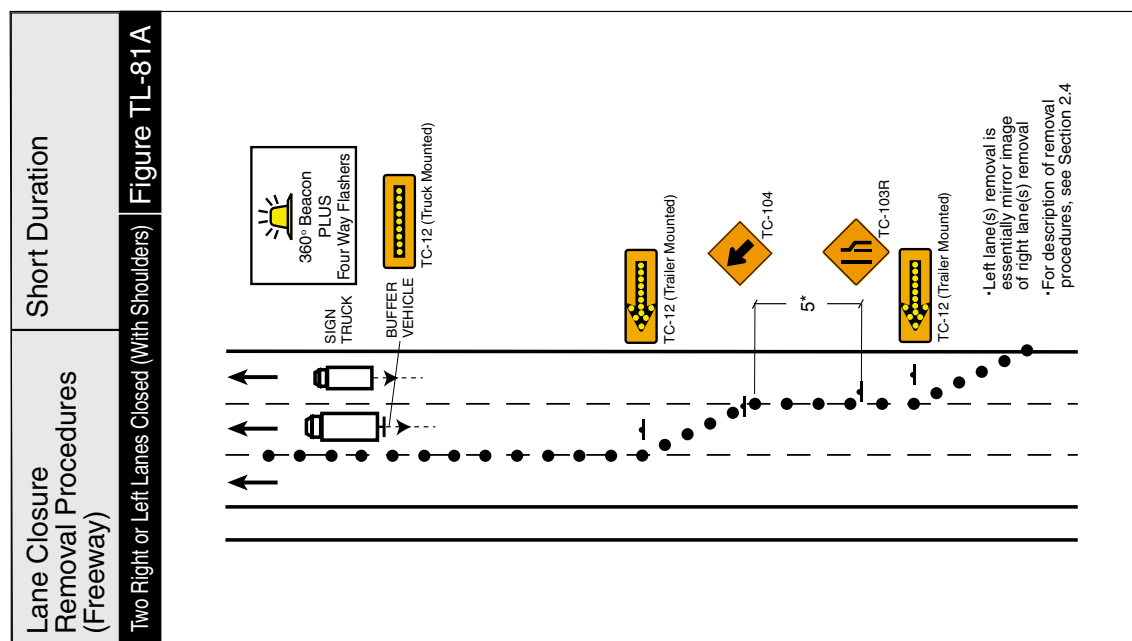 Lane Closure
Removal Procedures
(Freeway)
Short Duration
Two Right or Left Lanes Closed (With Shoulders)
Figure TL-81A
360° Beacon
PLUS
Four Way Flashers
TC-12 (Truck Mounted)
SIGN
TRUCK
BUFFER
VEHICLE
TC-12 (Trailer Mounted)
TC-104
5*
TC-103R
TC-12 (Trailer Mounted)
•Left lane(s) removal is
essentially mirror image
of right lane(s) removal
•For description of removal
procedures, see Section 2.4